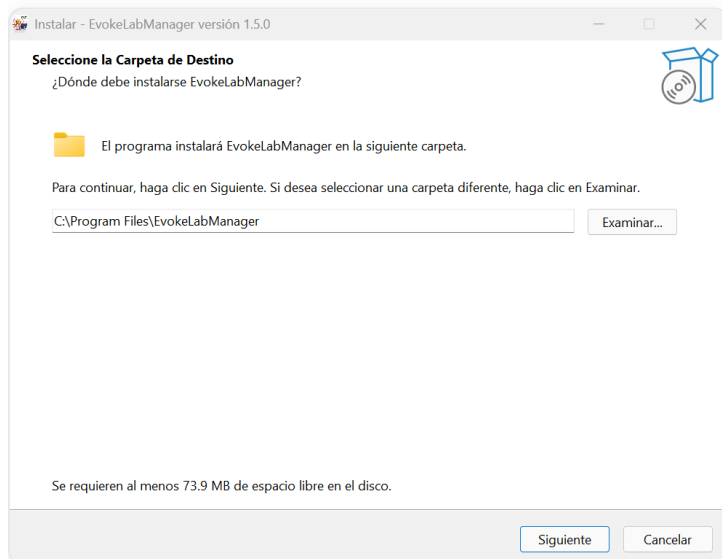 Instalar - EvokeLabManager versión 1.5.0
Seleccione la Carpeta de Destino
¿Dónde debe instalarse EvokeLabManager?
El programa instalará EvokeLabManager en la siguiente carpeta.
Para continuar, haga clic en Siguiente. Si desea seleccionar una carpeta diferente, haga clic en Examinar.
C:\Program Files\EvokeLabManager
Examinar...
Se requieren al menos 73.9 MB de espacio libre en el disco.
Siguiente
Cancelar